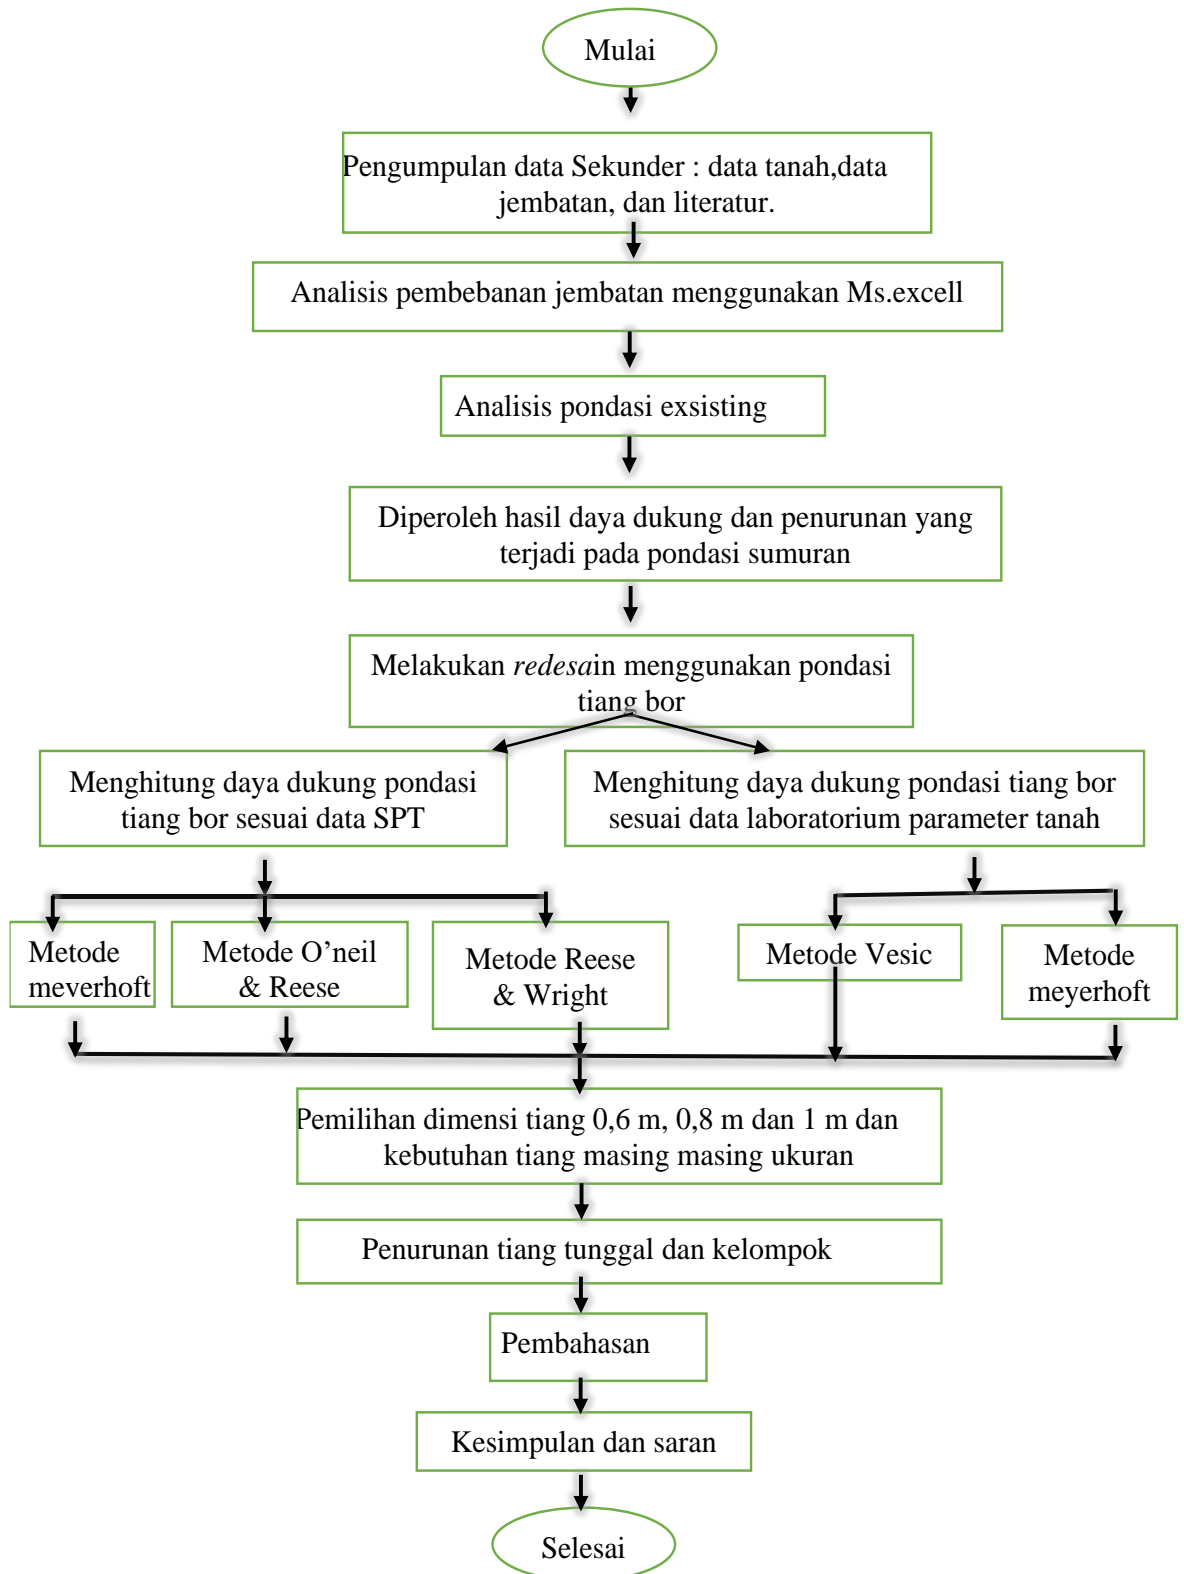 Mulai
Pengumpulan data Sekunder : data tanah,data
jembatan, dan literatur.
Analisis pembebanan jembatan menggunakan Ms.excell
Analisis pondasi exsisting
Diperoleh hasil daya dukung dan penurunan yang
terjadi pada pondasi sumuran
Melakukan redesain menggunakan pondasi
tiang bor
Menghitung daya dukung pondasi
tiang bor sesuai data SPT
Menghitung daya dukung pondasi tiang bor
sesuai data laboratorium parameter tanah
Metode
meyerhoft
Metode O’neil
& Reese
Metode Reese
& Wright
Metode Vesic
Metode
meyerhoft
Pemilihan dimensi tiang 0,6 m, 0,8 m dan 1 m dan
kebutuhan tiang masing masing ukuran
Penurunan tiang tunggal dan kelompok
Pembahasan
Kesimpulan dan saran
Selesai